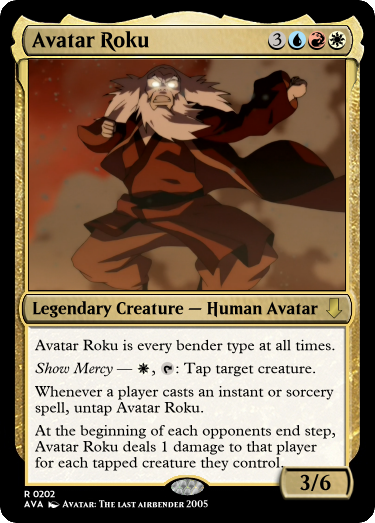 Avatar Roku 3
Legendary Creature — Human Avatar
Avatar Roku is every bender type at all times.
Show Mercy — , : Tap target creature.
Whenever a player casts an instant or sorcery
spell, untap Avatar Roku.
At the beginning of each opponents end step,
Avatar Roku deals 1 damage to that player
for each tapped creature they control.
3/6
R 0202
AVA Avatar: The last airbender 2005